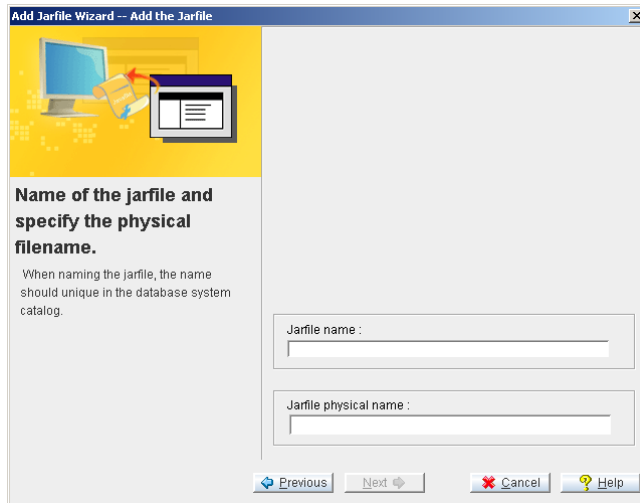 Add Jarfile Wizard -- Add the Jarfile
Name of the jarfile and
specify the physical
filename.
When naming the jarfile, the name
should unique in the database system
catalog.
Jarfile name :
Jarfile physical name :
Previous
Next
Cancel
Help